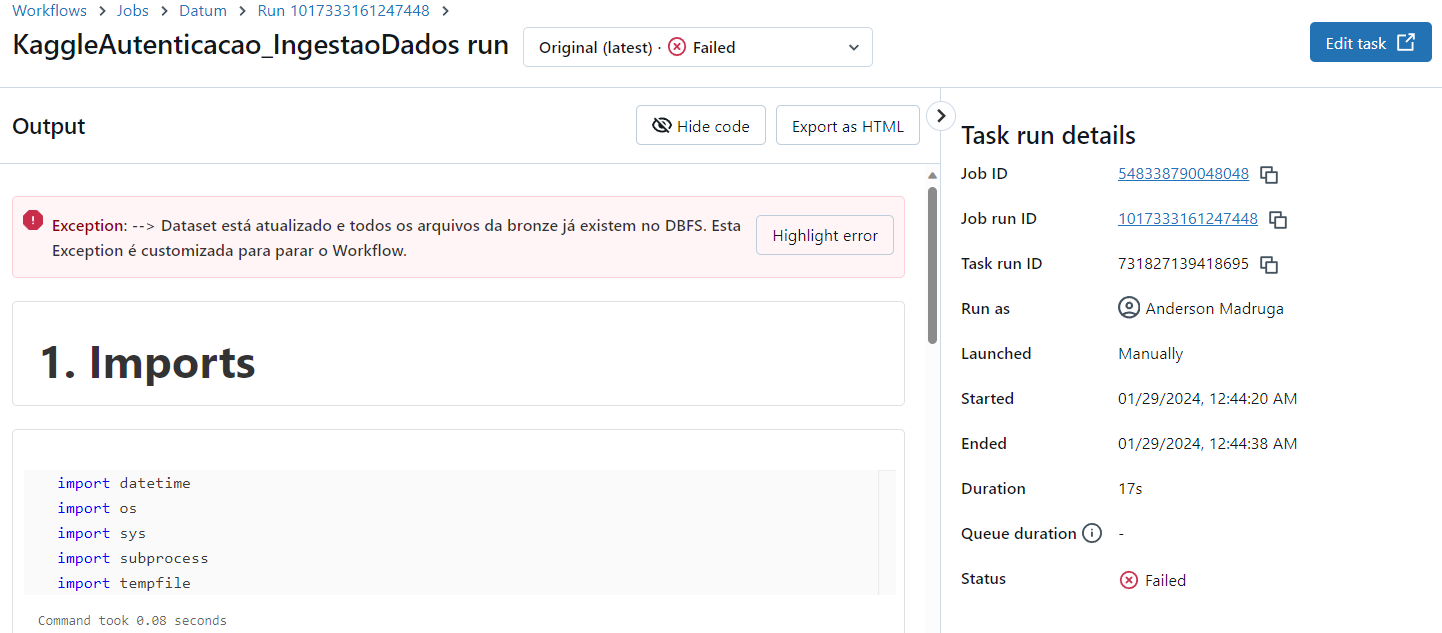 Workflows > Jobs > Datum > Run 1017333161247448 >
KaggleAutenticacao_IngestaoDados run
Original (latest) · Failed
Edit task
Output
Hide code
Export as HTML
Exception: --> Dataset está atualizado e todos os arquivos da bronze já existem no DBFS. Esta
Exception é customizada para parar o Workflow.
Highlight error
1. Imports
import datetime
import os
import sys
import subprocess
import tempfile
Command took 0.08 seconds
Task run details
Job ID 548338790048048
Job run ID 1017333161247448
Task run ID 731827139418695
Run as Anderson Madruga
Launched Manually
Started 01/29/2024, 12:44:20 AM
Ended 01/29/2024, 12:44:38 AM
Duration 17s
Queue duration -
Status Failed